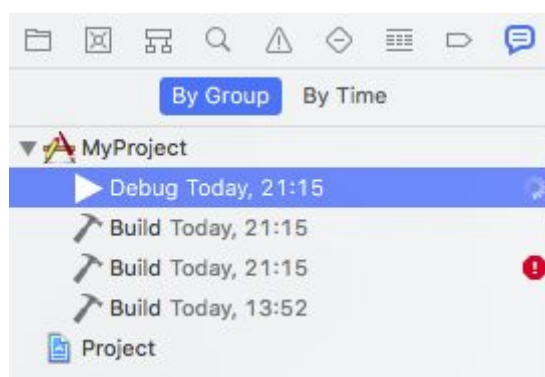 By Group By Time
MyProject
Debug Today, 21:15
Build Today, 21:15
Build Today, 21:15
Build Today, 13:52
Project